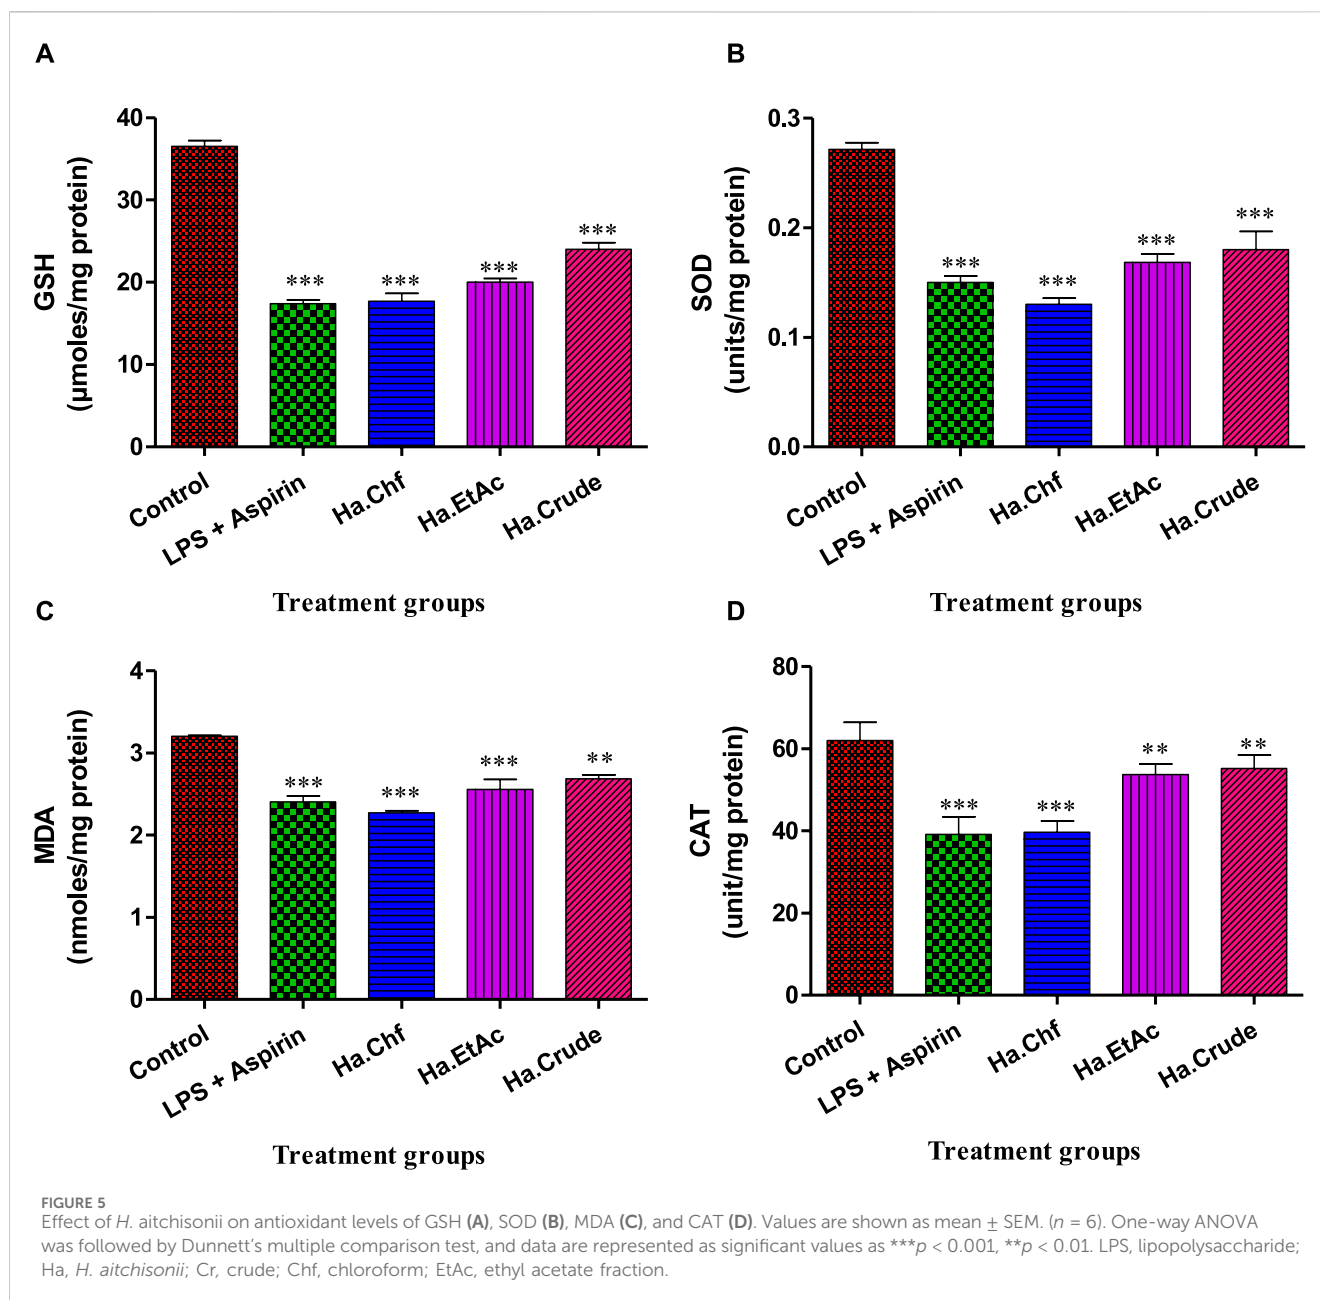 A
GSH
(µmoles/mg protein)
40
30
20
10
0
***
***
***
***
Control
LPS + Aspirin
Ha.Chf
Ha.EtAc
Ha.Crude
Treatment groups
B
SOD
(units/mg protein)
0.3
0.2
0.1
0.0
***
***
***
***
Control
LPS + Aspirin
Ha.Chf
Ha.EtAc
Ha.Crude
Treatment groups
C
MDA
(nmoles/mg protein)
4
3
2
1
0
***
***
***
**
Control
LPS + Aspirin
Ha.Chf
Ha.EtAc
Ha.Crude
Treatment groups
D
CAT
(unit/mg protein)
80
60
40
20
0
***
***
**
**
Control
LPS + Aspirin
Ha.Chf
Ha.EtAc
Ha.Crude
Treatment groups
FIGURE 5
Effect of H. aitchisonii on antioxidant levels of GSH (A), SOD (B), MDA (C), and CAT (D). Values are shown as mean ± SEM. (n = 6). One-way ANOVA
was followed by Dunnett's multiple comparison test, and data are represented as significant values as ***p < 0.001, **p < 0.01. LPS, lipopolysaccharide;
Ha, H. aitchisonii; Cr, crude; Chf, chloroform; EtAc, ethyl acetate fraction.